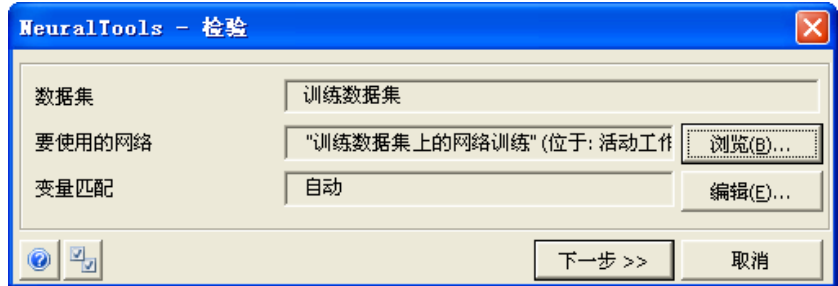 NeuralTools - 检验
数据集 训练数据集
要使用的网络 "训练数据集上的网络训练" (位于: 活动工作 浏览(B)...
变量匹配 自动 编辑(E)...
下一步 >> 取消